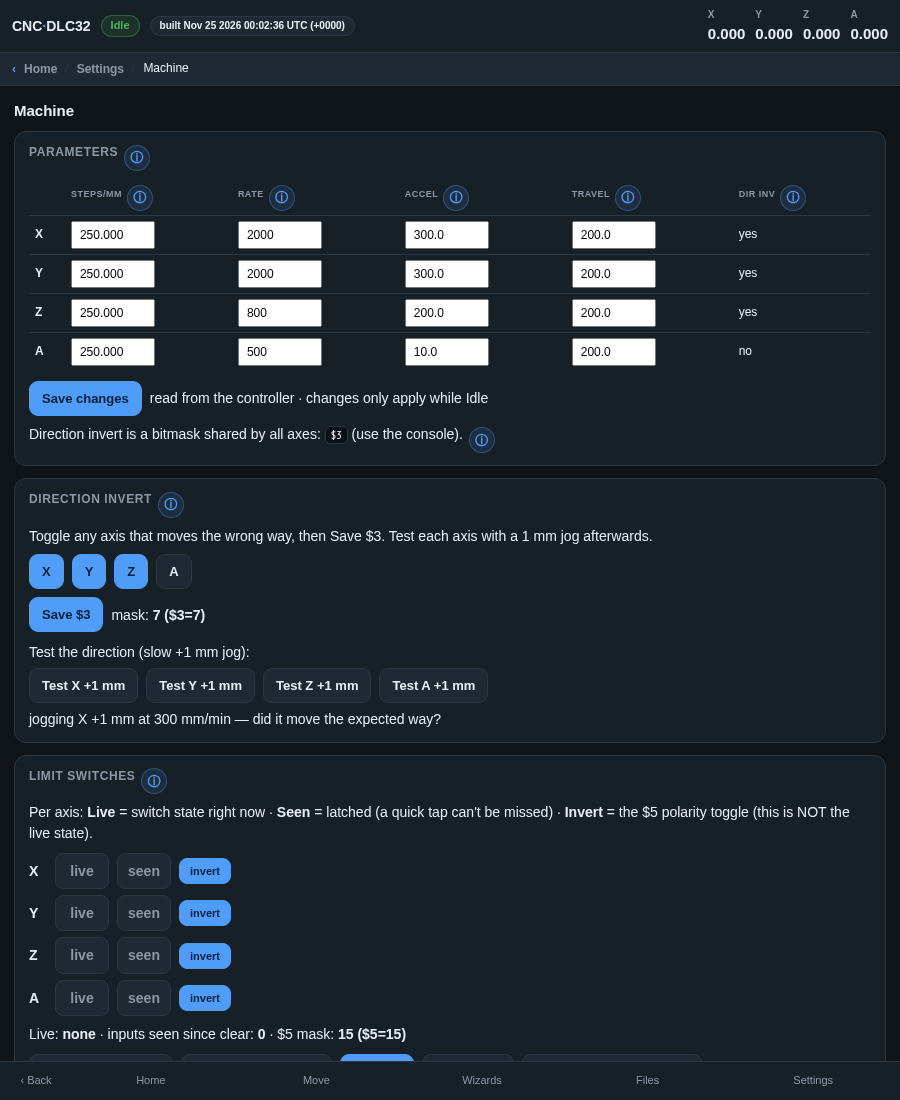 CNC·DLC32 Idle built Nov 25 2026 00:02:36 UTC (+0000) X Y Z A
0.000 0.000 0.000 0.000
‹ Home / Settings / Machine
Machine
PARAMETERS ⓘ
STEPS/MM ⓘ RATE ⓘ ACCEL ⓘ TRAVEL ⓘ DIR INV ⓘ
X 250.000 2000 300.0 200.0 yes
Y 250.000 2000 300.0 200.0 yes
Z 250.000 800 200.0 200.0 yes
A 250.000 500 10.0 200.0 no
Save changes read from the controller · changes only apply while Idle
Direction invert is a bitmask shared by all axes: $3 (use the console). ⓘ
DIRECTION INVERT ⓘ
Toggle any axis that moves the wrong way, then Save $3. Test each axis with a 1 mm jog afterwards.
X Y Z A
Save $3 mask: 7 ($3=7)
Test the direction (slow +1 mm jog):
Test X +1 mm Test Y +1 mm Test Z +1 mm Test A +1 mm
jogging X +1 mm at 300 mm/min — did it move the expected way?
LIMIT SWITCHES ⓘ
Per axis: Live = switch state right now · Seen = latched (a quick tap can't be missed) · Invert = the $5 polarity toggle (this is NOT the
live state).
X live seen invert
Y live seen invert
Z live seen invert
A live seen invert
Live: none · inputs seen since clear: 0 · $5 mask: 15 ($5=15)
‹ Back Home Move Wizards Files Settings